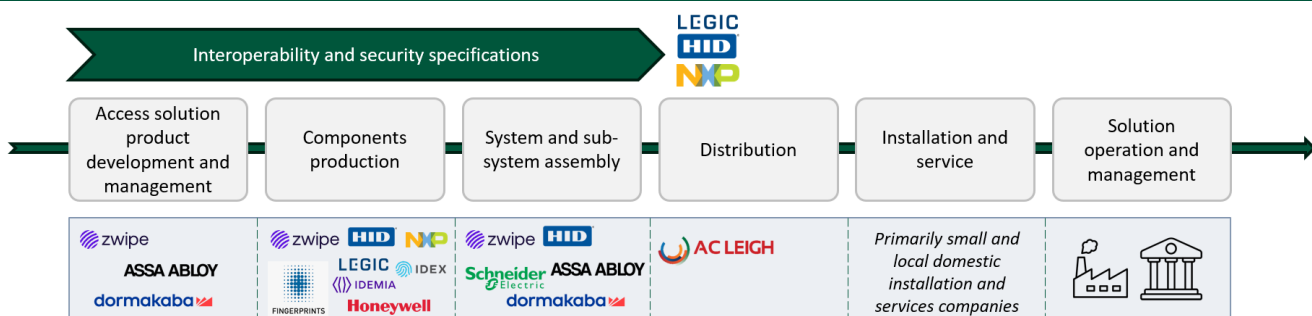 LEGIC
HID
NXP
Interoperability and security specifications
Access solution
product
development and
management
Components
production
System and sub-
system assembly
Distribution
Installation and
service
Solution
operation and
management
zwipe
ASSA ABLOY
dormakaba
zwipe HID NXP
LEGIC IDEX
IDEMIA
FINGERPRINTS
Honeywell
zwipe HID
Schneider
Electric
ASSA ABLOY
dormakaba
AC LEIGH
Primarily small and
local domestic
installation and
services companies